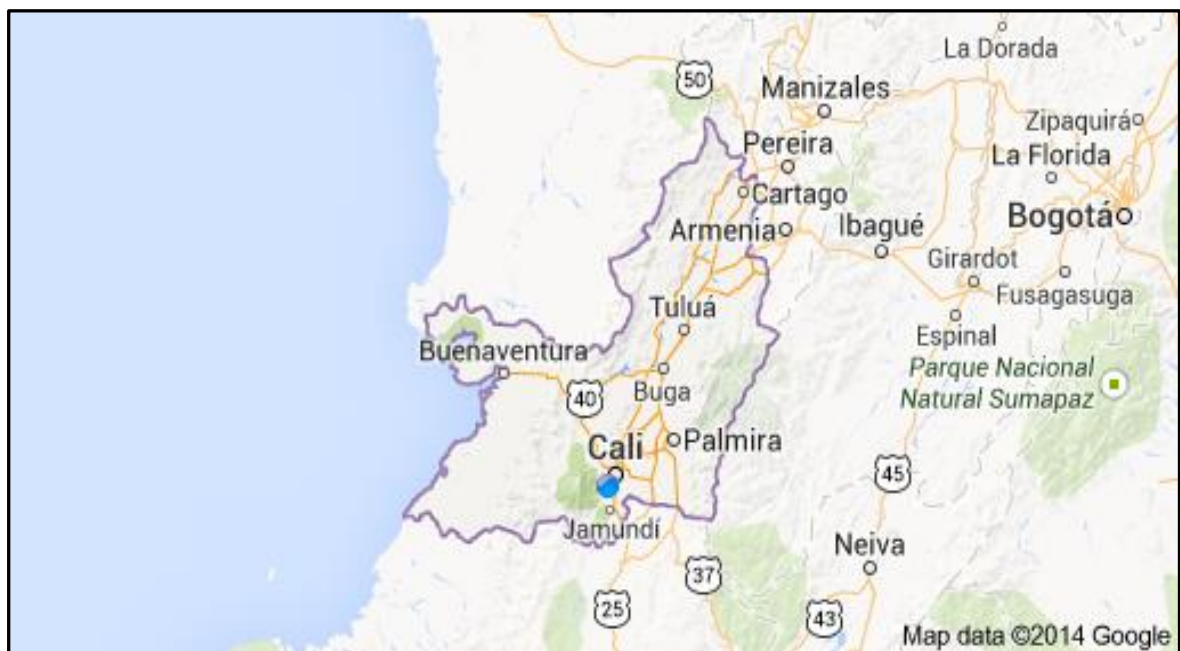 La Dorada
50
Manizales
Zipaquirá
Pereira
La Florida
Cartago
Bogotá
Armenia
Ibagué
Girardot
Fusagasuga
Tuluá
Espinal
Buenaventura
Parque Nacional
Natural Sumapaz
Buga
40
Palmira
Cali
45
Jamundí
Neiva
37
25
43
Map data ©2014 Google